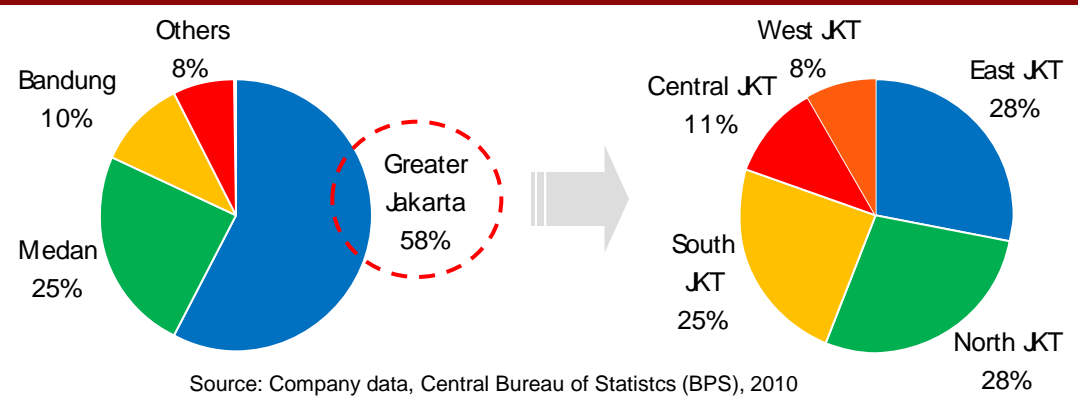 Others
8%
Bandung
10%
Medan
25%
Greater
Jakarta
58%
West JKT
8%
Central JKT
11%
East JKT
28%
South
JKT
25%
North JKT
28%
Source: Company data, Central Bureau of Statistcs (BPS), 2010